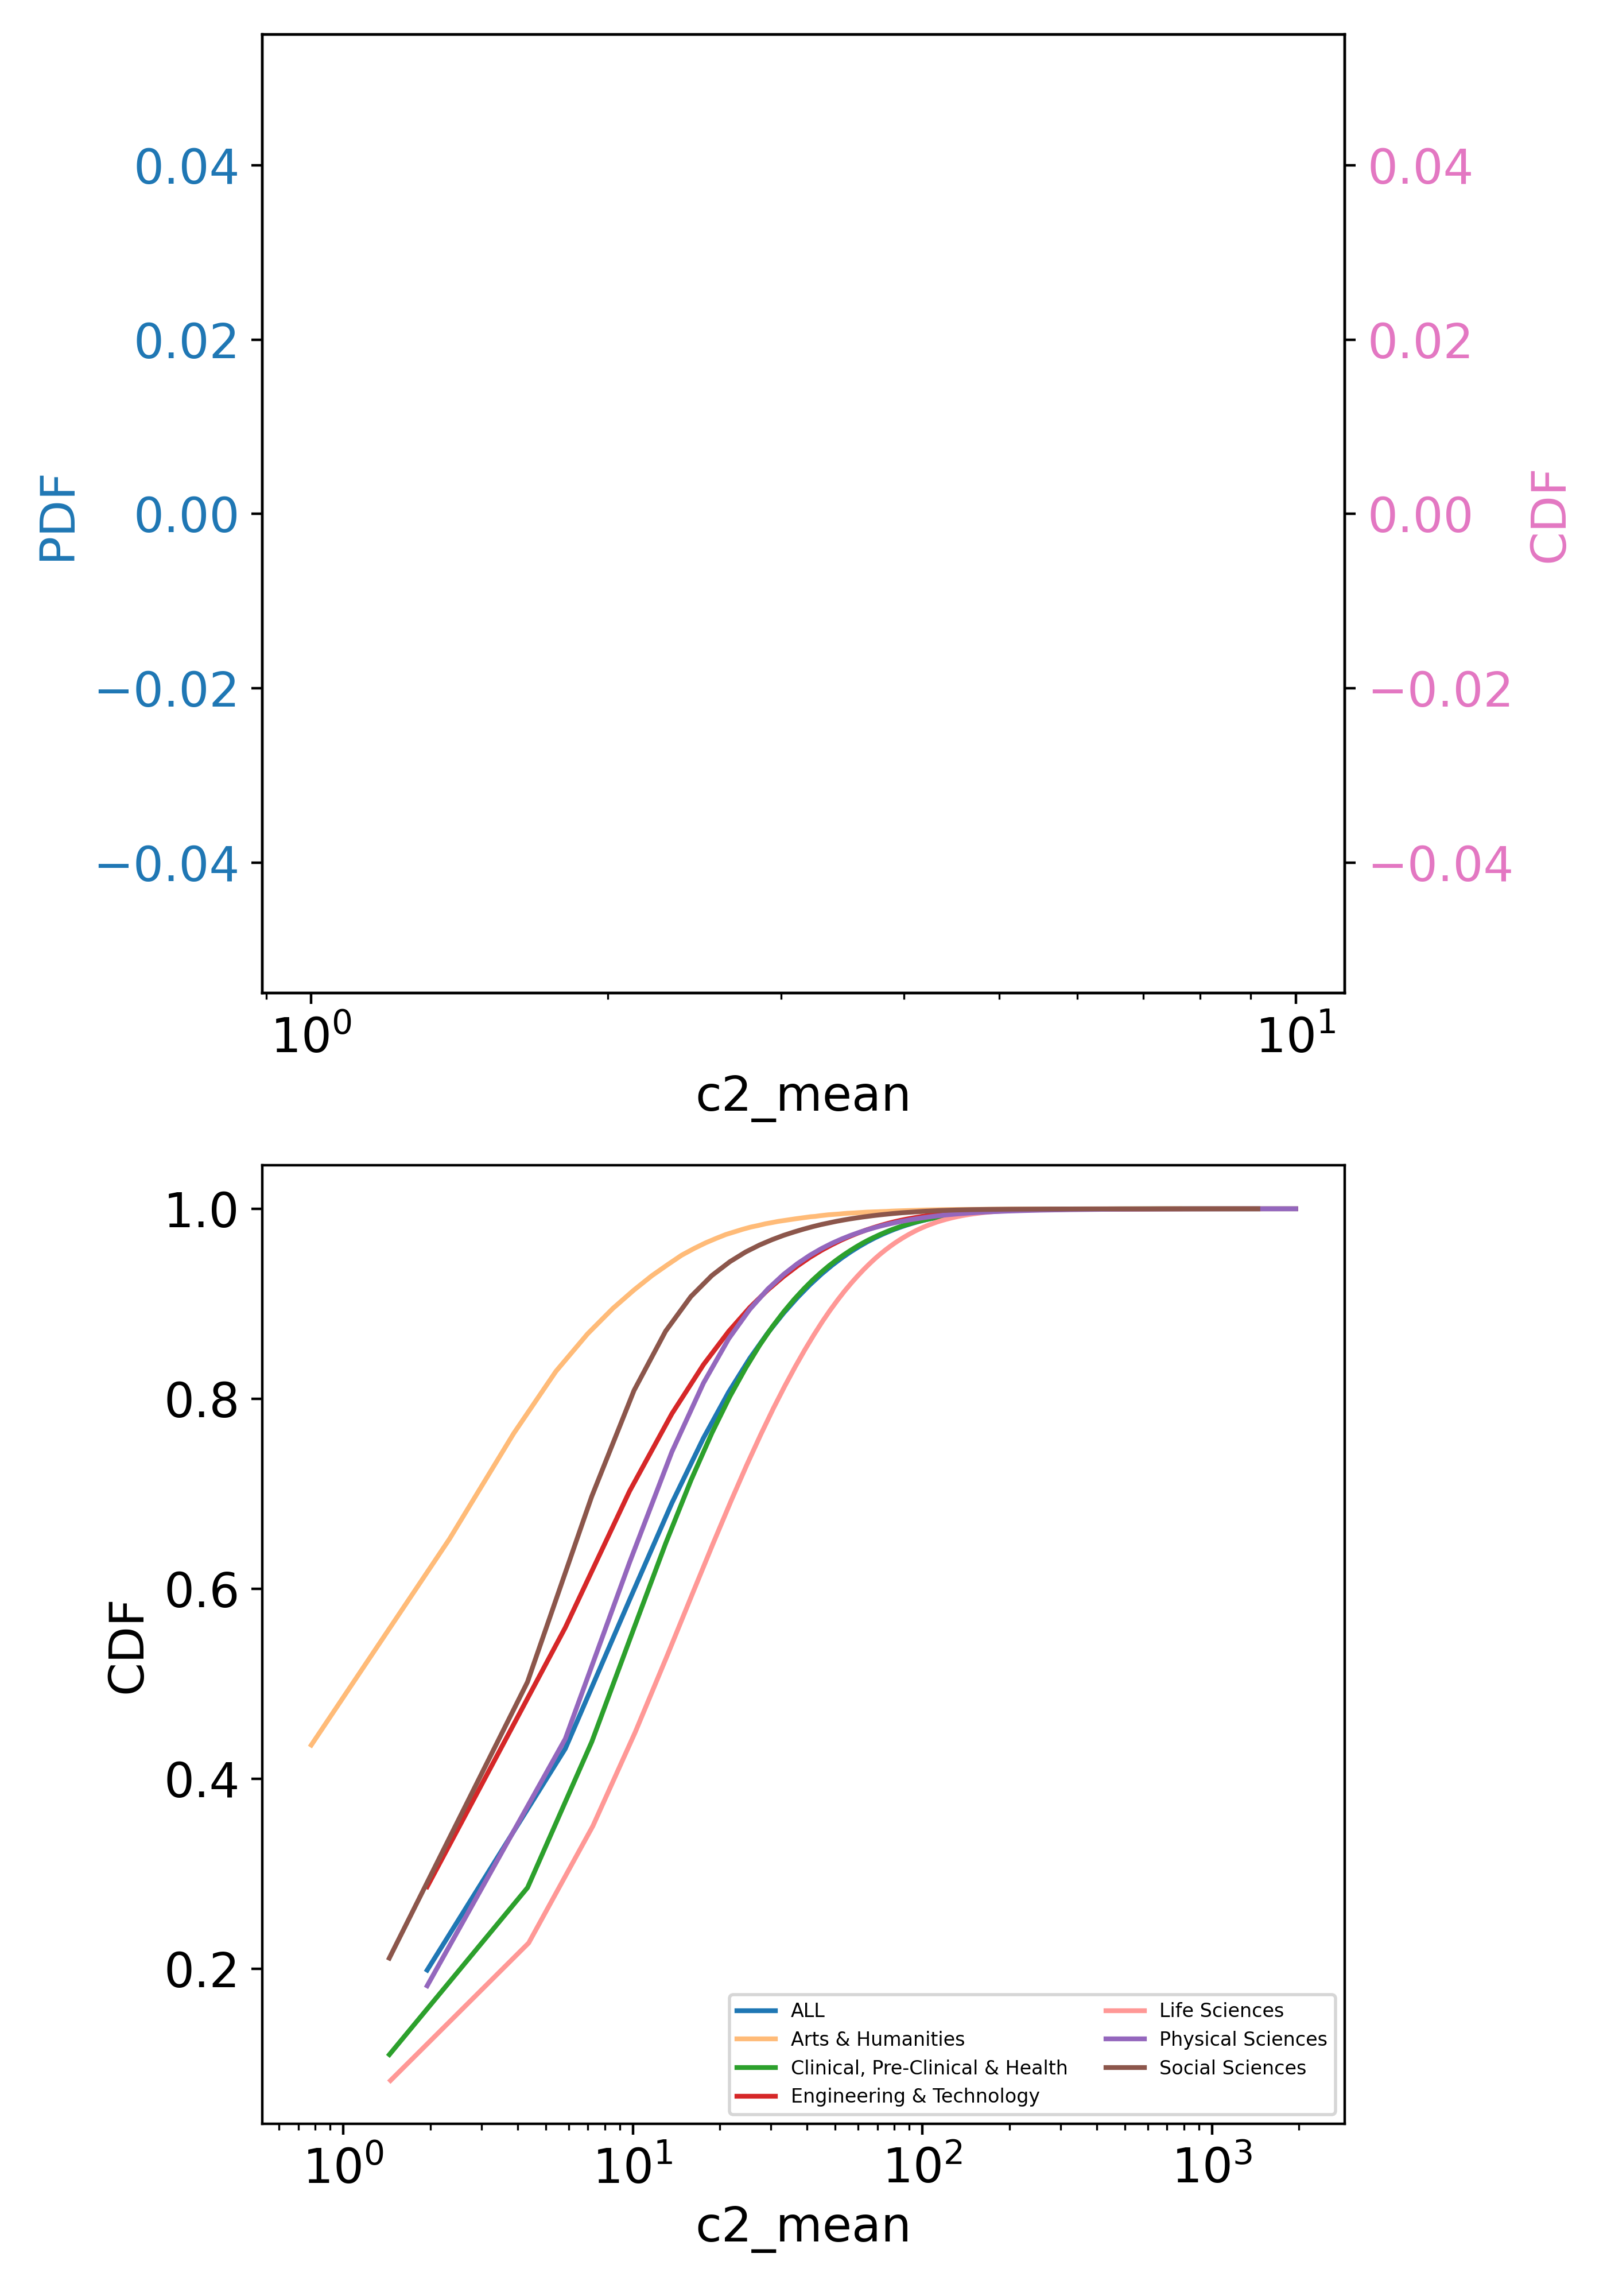 0.04
0.04
0.02
0.02
PDF
0.00
0.00
CDF
−0.02
−0.02
−0.04
−0.04
10⁰
10¹
c2_mean
1.0
0.8
0.6
CDF
0.4
0.2
ALL
Arts & Humanities
Clinical, Pre-Clinical & Health
Engineering & Technology
Life Sciences
Physical Sciences
Social Sciences
10⁰
10¹
10²
10³
c2_mean